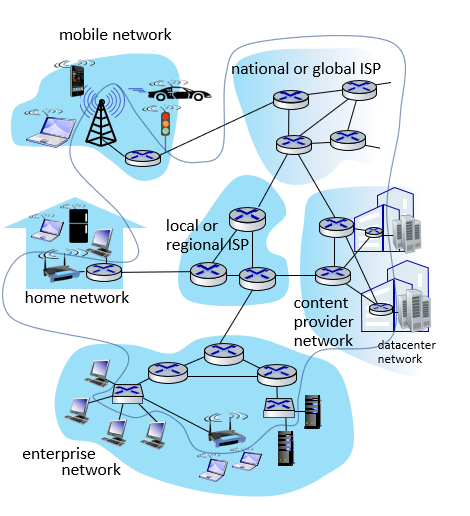 mobile network
national or global ISP
local or
regional ISP
home network
content
provider
network
datacenter
network
enterprise
network